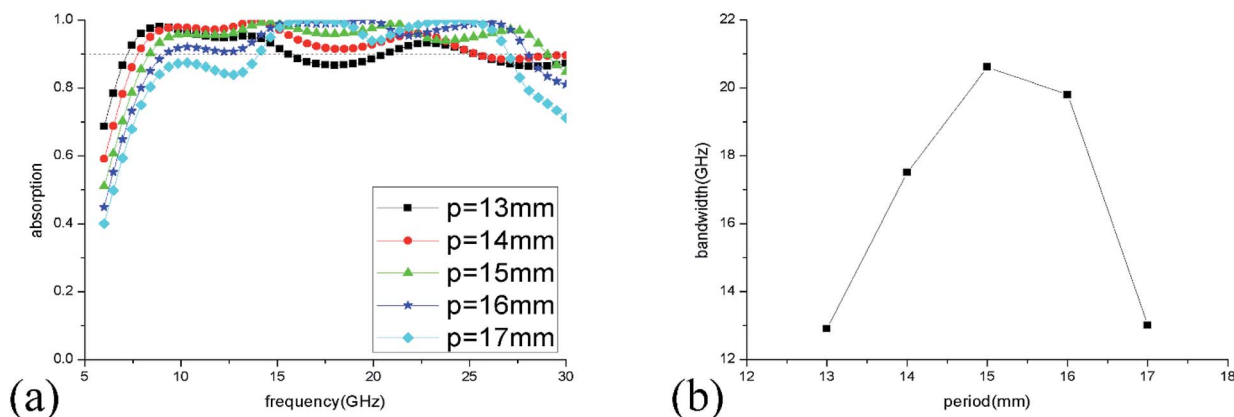 1.0
0.8
0.6
0.4
0.2
0.0
absorption
p=13mm
p=14mm
p=15mm
p=16mm
p=17mm
5 10 15 20 25 30
frequency(GHz)
(a)
22
20
18
16
14
12
bandwidth(GHz)
12 13 14 15 16 17 18
period(mm)
(b)